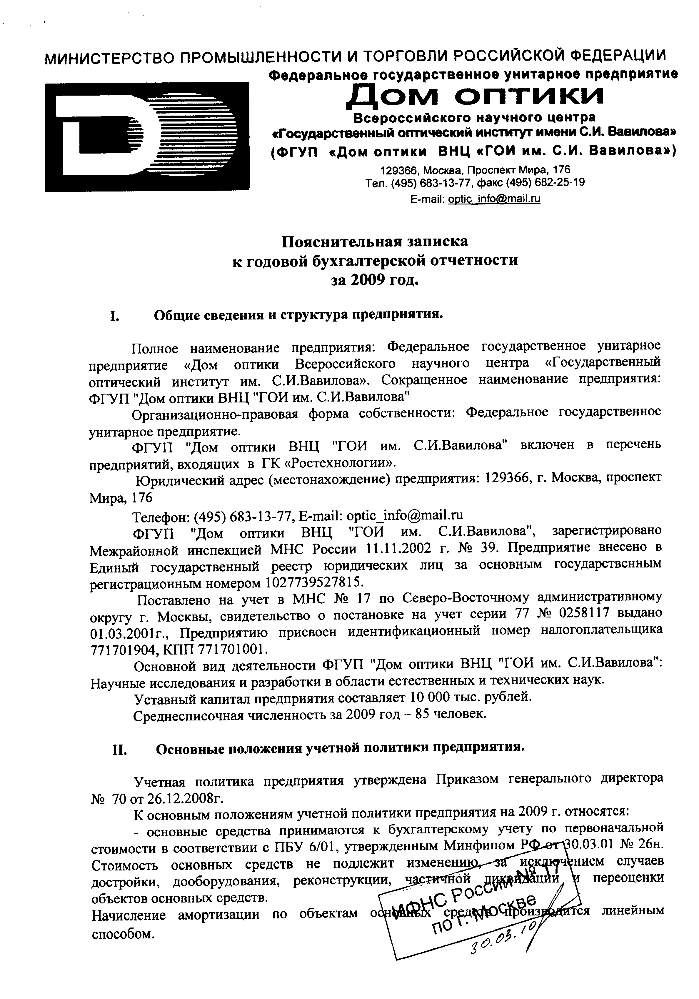 МИНИСТЕРСТВО ПРОМЫШЛЕННОСТИ И ТОРГОВЛИ РОССИЙСКОЙ ФЕДЕРАЦИИ
Федеральное государственное унитарное предприятие
Дом оптики
Всероссийского научного центра
«Государственный оптический институт имени С.И. Вавилова»
(ФГУП «Дом оптики ВНЦ «ГОИ им. С.И. Вавилова»)
129366, Москва, Проспект Мира, 176
Тел. (495) 683-13-77, факс (495) 682-25-19
E-mail: optic_info@mail.ru
Пояснительная записка
к годовой бухгалтерской отчетности
за 2009 год.
I. Общие сведения и структура предприятия.
Полное наименование предприятия: Федеральное государственное унитарное
предприятие «Дом оптики Всероссийского научного центра «Государственный
оптический институт им. С.И.Вавилова». Сокращенное наименование предприятия:
ФГУП "Дом оптики ВНЦ "ГОИ им. С.И.Вавилова"
Организационно-правовая форма собственности: Федеральное государственное
унитарное предприятие.
ФГУП "Дом оптики ВНЦ "ГОИ им. С.И.Вавилова" включен в перечень
предприятий, входящих в ГК «Ростехнологии».
Юридический адрес (местонахождение) предприятия: 129366, г. Москва, проспект
Мира, 176
Телефон: (495) 683-13-77, E-mail: optic_info@mail.ru
ФГУП "Дом оптики ВНЦ "ГОИ им. С.И.Вавилова", зарегистрировано
Межрайонной инспекцией МНС России 11.11.2002 г. № 39. Предприятие внесено в
Единый государственный реестр юридических лиц за основным государственным
регистрационным номером 1027739527815.
Поставлено на учет в МНС № 17 по Северо-Восточному административному
округу г. Москвы, свидетельство о постановке на учет серии 77 № 0258117 выдано
01.03.2001г., Предприятию присвоен идентификационный номер налогоплательщика
771701904, КПП 771701001.
Основной вид деятельности ФГУП "Дом оптики ВНЦ "ГОИ им. С.И.Вавилова":
Научные исследования и разработки в области естественных и технических наук.
Уставный капитал предприятия составляет 10 000 тыс. рублей.
Среднесписочная численность за 2009 год – 85 человек.
II. Основные положения учетной политики предприятия.
Учетная политика предприятия утверждена Приказом генерального директора
№ 70 от 26.12.2008г.
К основным положениям учетной политики предприятия на 2009 г. относятся:
- основные средства принимаются к бухгалтерскому учету по первоначальной
стоимости в соответствии с ПБУ 6/01, утвержденным Минфином РФ от 30.03.01 № 26н.
Стоимость основных средств не подлежит изменению, за исключением случаев
достройки, дооборудования, реконструкции, частичной ликвидации и переоценки
объектов основных средств.
Начисление амортизации по объектам основных средств производится линейным
способом.
ИФНС России № 17
по г. Москве
30.03.10